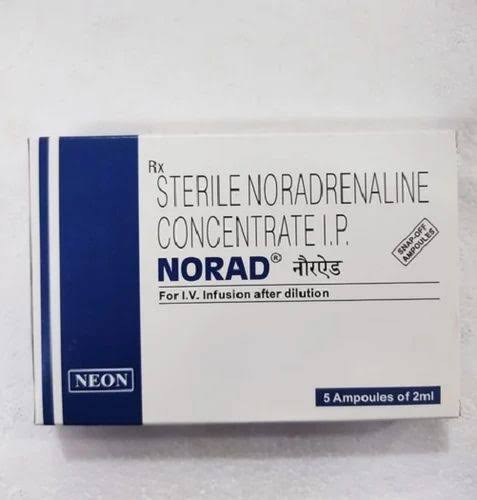 Rx
STERILE NORADRENALINE
CONCENTRATE I.P.
NORAD® नौरऐड
SNAP-OFF
AMPOULES
For I.V. Infusion after dilution
NEON
5 Ampoules of 2ml